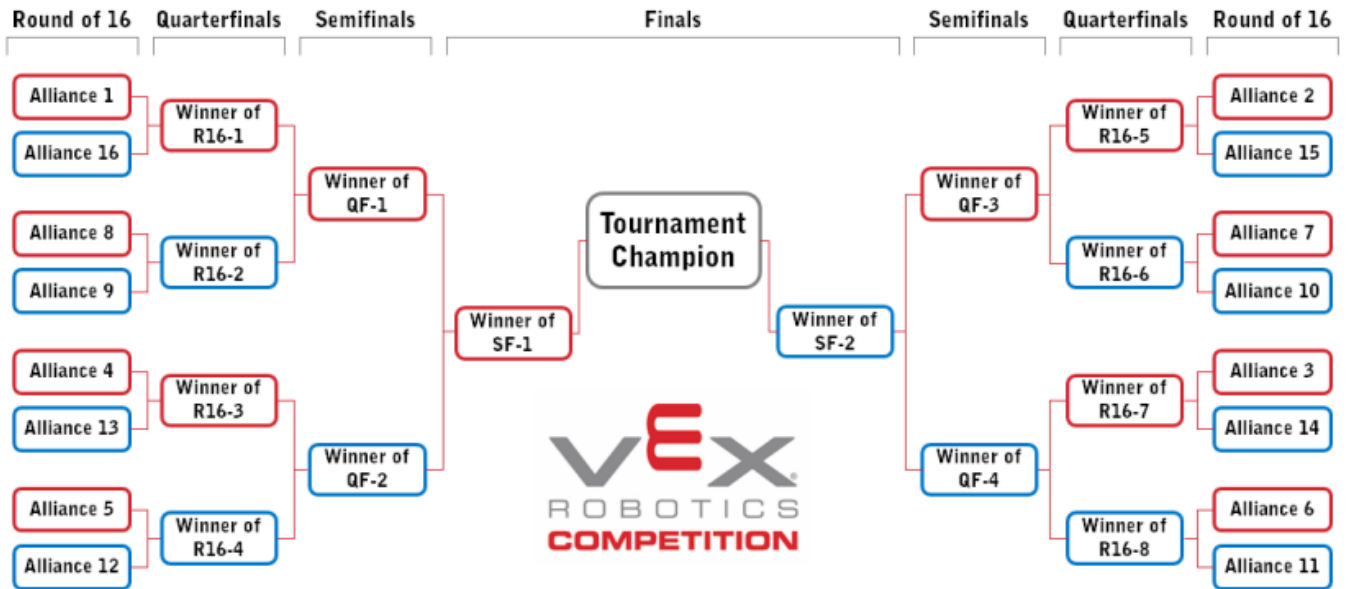 Round of 16 Quarterfinals Semifinals Finals Semifinals Quarterfinals Round of 16
Alliance 1
Alliance 16
Alliance 8
Alliance 9
Alliance 4
Alliance 13
Alliance 5
Alliance 12
Winner of
R16-1
Winner of
R16-2
Winner of
R16-3
Winner of
R16-4
Winner of
QF-1
Winner of
QF-2
Winner of
SF-1
Tournament
Champion
Winner of
SF-2
VEX
ROBOTICS
COMPETITION
Winner of
QF-3
Winner of
QF-4
Winner of
R16-5
Winner of
R16-6
Winner of
R16-7
Winner of
R16-8
Alliance 2
Alliance 15
Alliance 7
Alliance 10
Alliance 3
Alliance 14
Alliance 6
Alliance 11